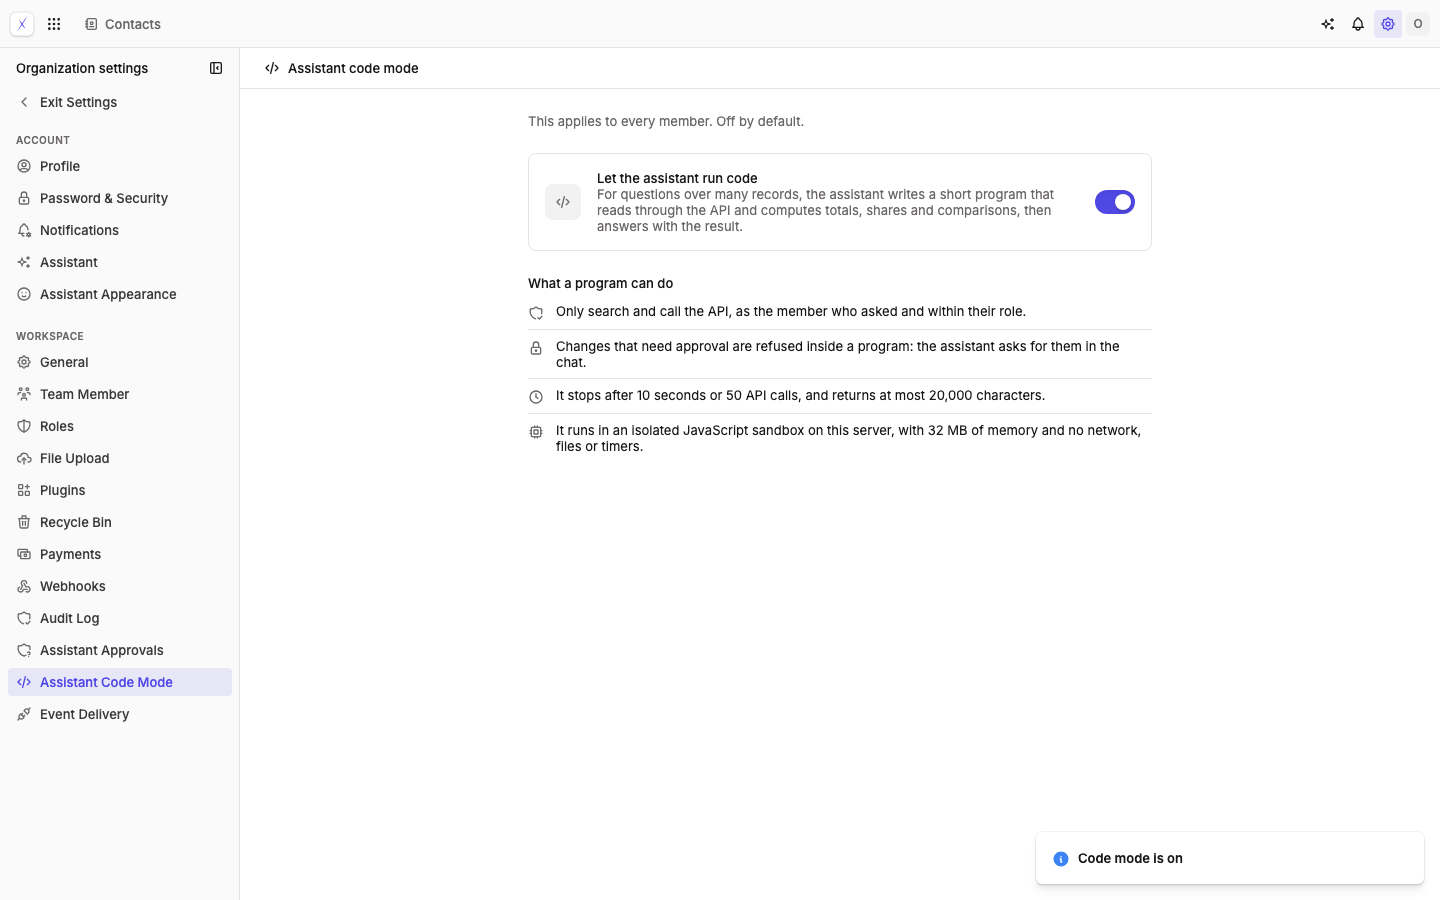 Contacts
O
Organization settings
Exit Settings
ACCOUNT
Profile
Password & Security
Notifications
Assistant
Assistant Appearance
WORKSPACE
General
Team Member
Roles
File Upload
Plugins
Recycle Bin
Payments
Webhooks
Audit Log
Assistant Approvals
Assistant Code Mode
Event Delivery
Assistant code mode
This applies to every member. Off by default.
Let the assistant run code
For questions over many records, the assistant writes a short program that
reads through the API and computes totals, shares and comparisons, then
answers with the result.
What a program can do
Only search and call the API, as the member who asked and within their role.
Changes that need approval are refused inside a program: the assistant asks for them in the
chat.
It stops after 10 seconds or 50 API calls, and returns at most 20,000 characters.
It runs in an isolated JavaScript sandbox on this server, with 32 MB of memory and no network,
files or timers.
Code mode is on